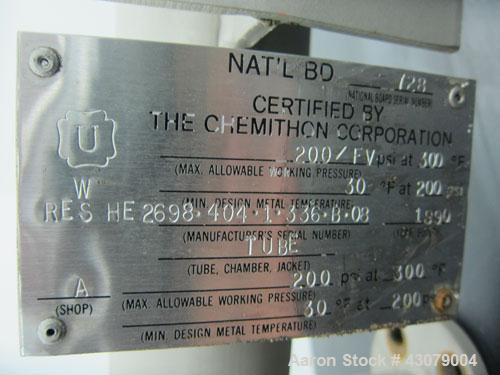 NAT'L BD 728
(NATIONAL BOARD SERIAL NUMBER)
CERTIFIED BY
THE CHEMITHON CORPORATION
U
200/FV psi at 300 °F
(MAX. ALLOWABLE WORKING PRESSURE)
W 30 °F at 200 psi
(MIN. DESIGN METAL TEMPERATURE)
RES HE 2698·404·1·336·B·08 1990
(MANUFACTURER'S SERIAL NUMBER)
TUBE
(TUBE, CHAMBER, JACKET)
A 200 psi at 300 °F
(SHOP) (MAX. ALLOWABLE WORKING PRESSURE)
30 °F at 200 psi
(MIN. DESIGN METAL TEMPERATURE)
Aaron Stock # 43079004